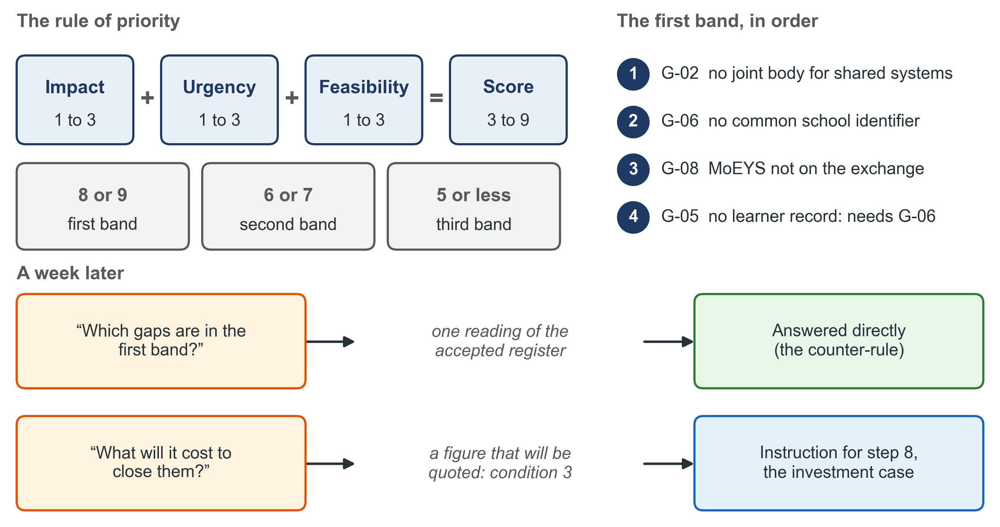 The rule of priority
Impact
1 to 3
+
Urgency
1 to 3
+
Feasibility
1 to 3
=
Score
3 to 9
8 or 9
first band
6 or 7
second band
5 or less
third band
The first band, in order
1 G-02 no joint body for shared systems
2 G-06 no common school identifier
3 G-08 MoEYS not on the exchange
4 G-05 no learner record: needs G-06
A week later
“Which gaps are in the
first band?”
one reading of the
accepted register
Answered directly
(the counter-rule)
“What will it cost to
close them?”
a figure that will be
quoted: condition 3
Instruction for step 8,
the investment case